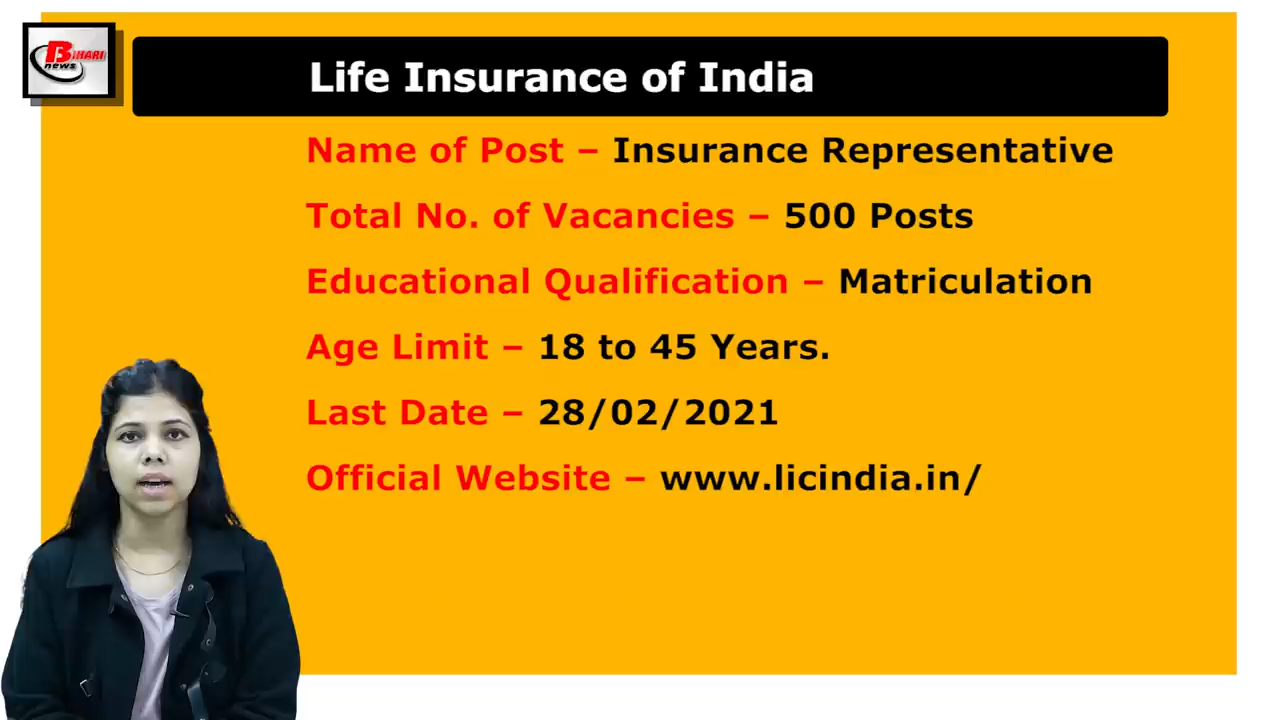 BIHARI
news
Life Insurance of India
Name of Post – Insurance Representative
Total No. of Vacancies – 500 Posts
Educational Qualification – Matriculation
Age Limit – 18 to 45 Years.
Last Date – 28/02/2021
Official Website – www.licindia.in/